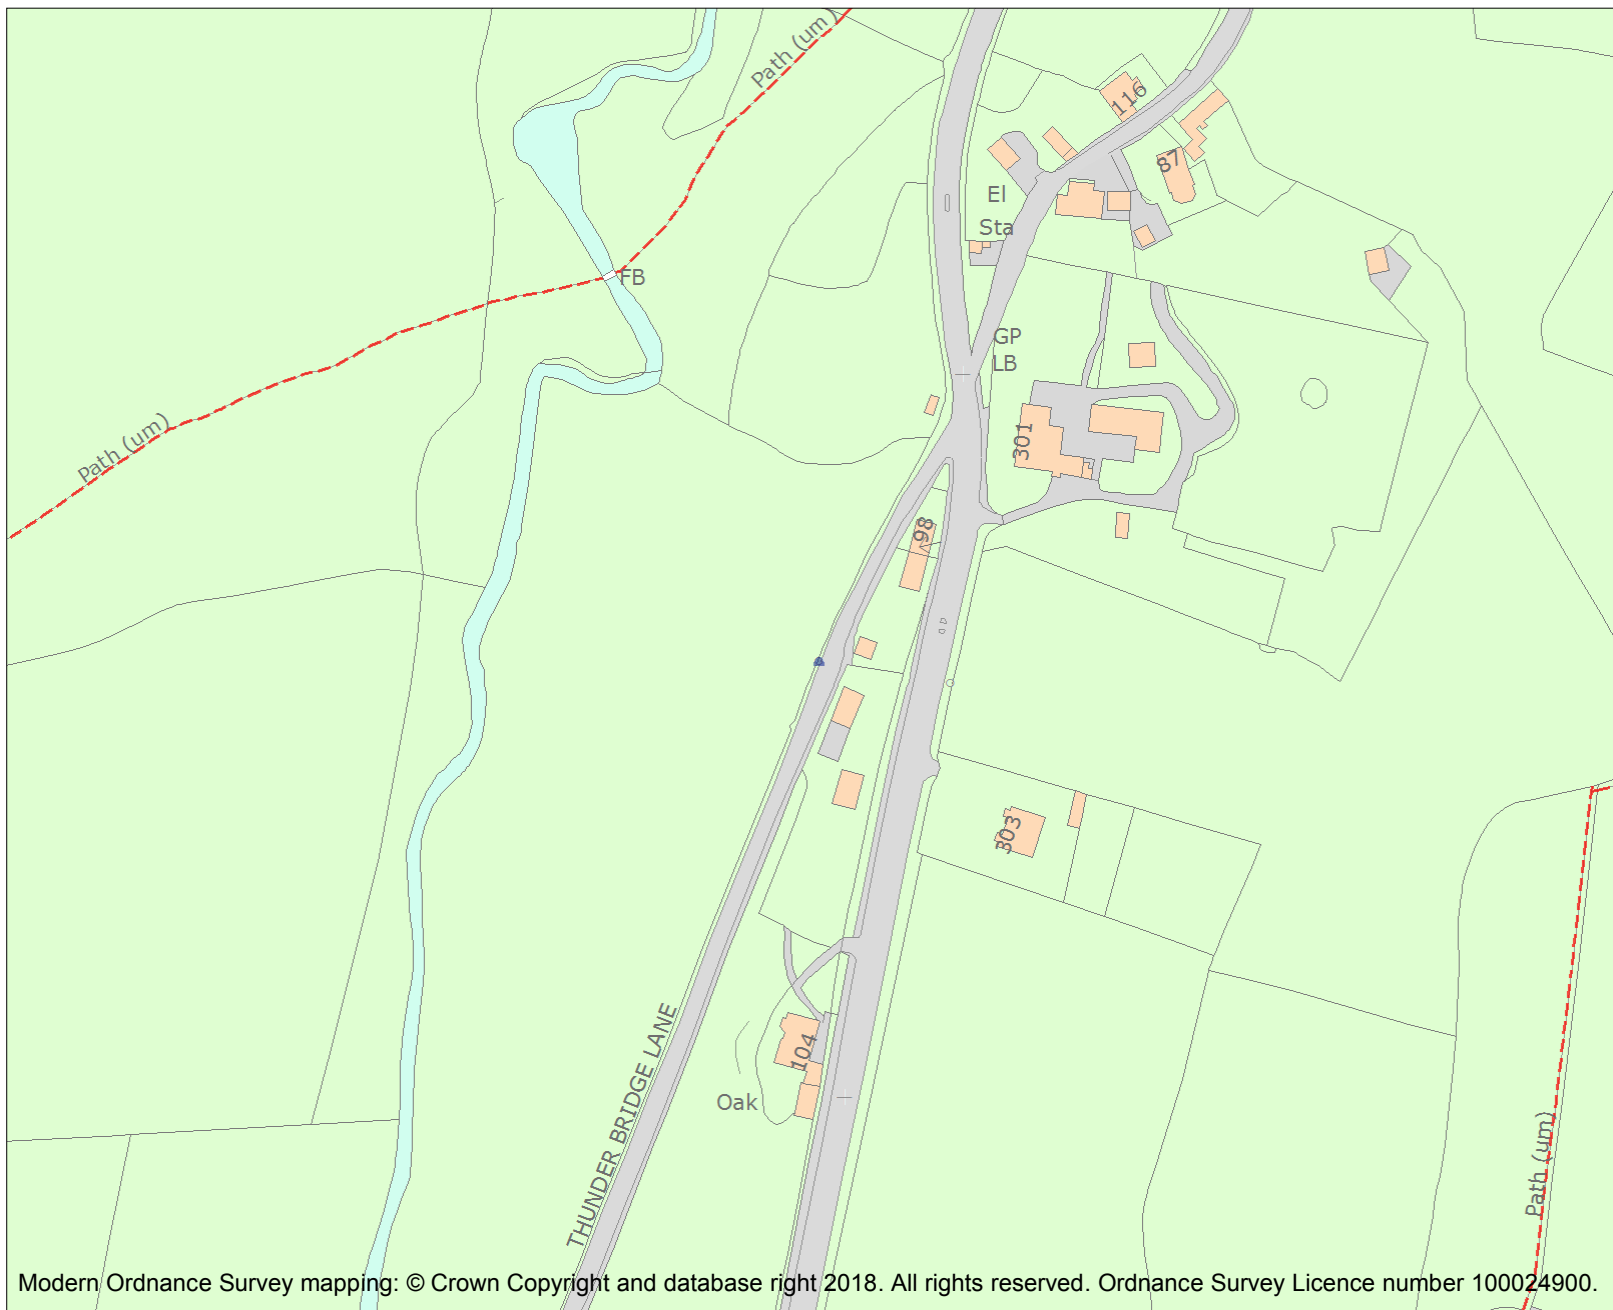 Path (um)
116
87
El
Sta
FB
GP
LB
Path (um)
301
98
303
THUNDER BRIDGE LANE
104
Oak
Path (um)
Modern Ordnance Survey mapping: © Crown Copyright and database right 2018. All rights reserved. Ordnance Survey Licence number 100024900.